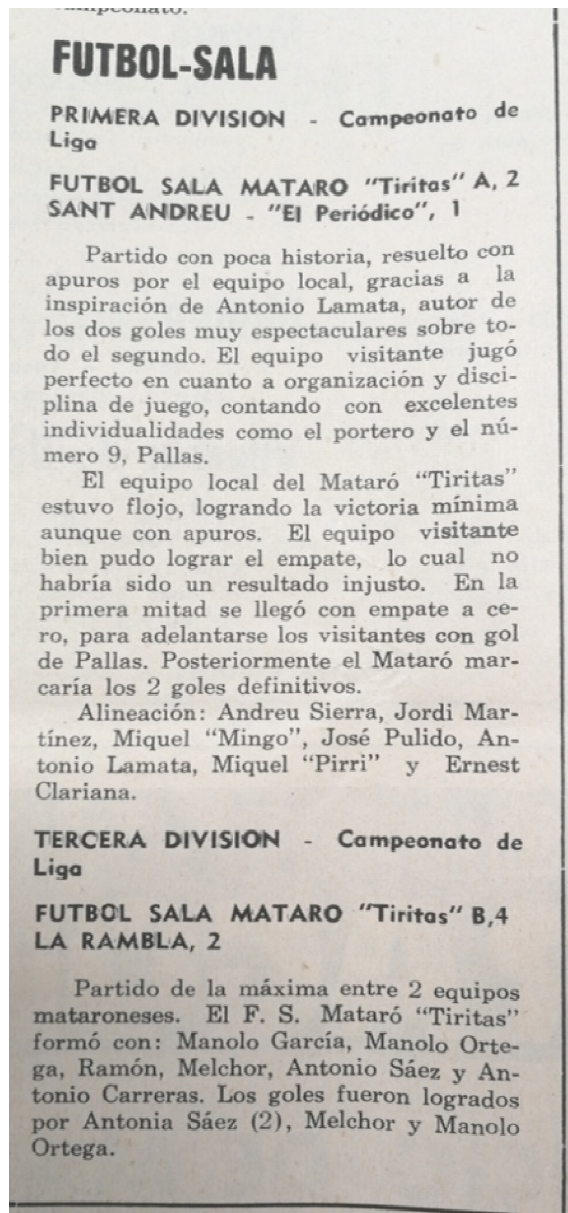 campeonato.
FUTBOL-SALA
PRIMERA DIVISION - Campeonato de
Liga
FUTBOL SALA MATARO "Tiritas" A, 2
SANT ANDREU - "El Periódico", 1
Partido con poca historia, resuelto con
apuros por el equipo local, gracias a la
inspiración de Antonio Lamata, autor de
los dos goles muy espectaculares sobre to-
do el segundo. El equipo visitante jugó
perfecto en cuanto a organización y disci-
plina de juego, contando con excelentes
individualidades como el portero y el nú-
mero 9, Pallas.
El equipo local del Mataró "Tiritas"
estuvo flojo, logrando la victoria mínima
aunque con apuros. El equipo visitante
bien pudo lograr el empate, lo cual no
habría sido un resultado injusto. En la
primera mitad se llegó con empate a ce-
ro, para adelantarse los visitantes con gol
de Pallas. Posteriormente el Mataró mar-
caría los 2 goles definitivos.
Alineación: Andreu Sierra, Jordi Mar-
tínez, Miquel "Mingo", José Pulido, An-
tonio Lamata, Miquel "Pirri" y Ernest
Clariana.
TERCERA DIVISION - Campeonato de
Liga
FUTBOL SALA MATARO "Tiritas" B,4
LA RAMBLA, 2
Partido de la máxima entre 2 equipos
mataroneses. El F. S. Mataró "Tiritas"
formó con: Manolo García, Manolo Orte-
ga, Ramón, Melchor, Antonio Sáez y An-
tonio Carreras. Los goles fueron logrados
por Antonia Sáez (2), Melchor y Manolo
Ortega.